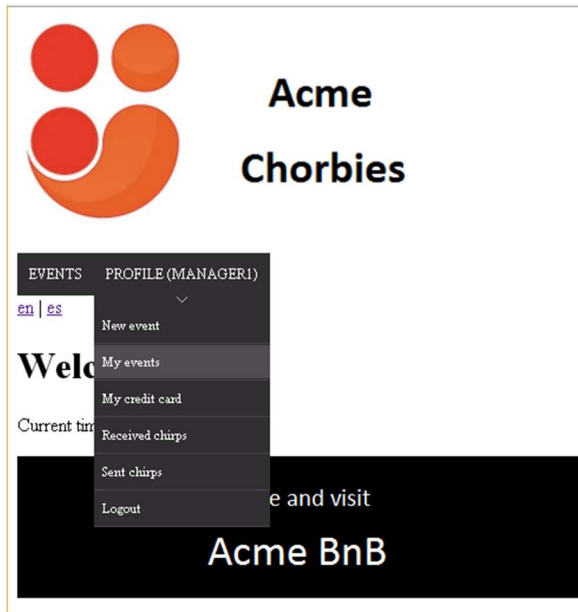 Acme
Chorbies
EVENTS PROFILE (MANAGER1)
en | es
New event
Welc
My events
My credit card
Current tim
Received chirps
Sent chirps
Logout
e and visit
Acme BnB